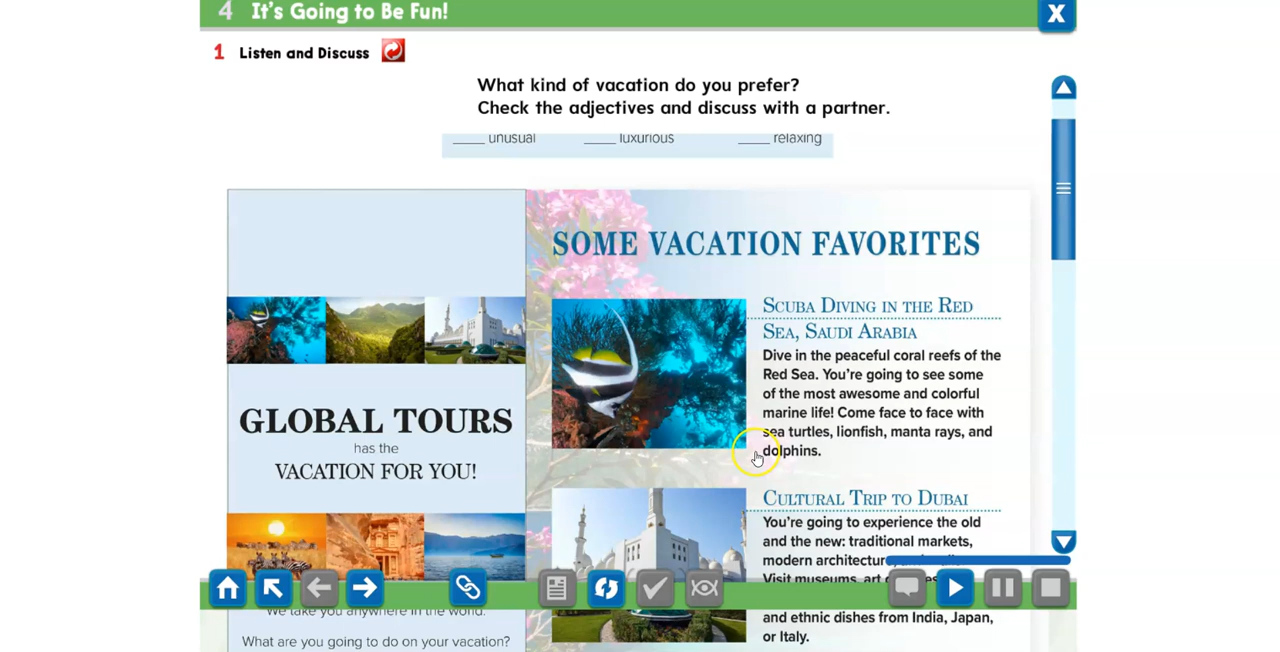 4 It's Going to Be Fun!
X
1 Listen and Discuss
What kind of vacation do you prefer?
Check the adjectives and discuss with a partner.
____ unusual ____ luxurious ____ relaxing
GLOBAL TOURS
has the
VACATION FOR YOU!
We take you anywhere in the world.
What are you going to do on your vacation?
SOME VACATION FAVORITES
SCUBA DIVING IN THE RED
SEA, SAUDI ARABIA
Dive in the peaceful coral reefs of the
Red Sea. You're going to see some
of the most awesome and colorful
marine life! Come face to face with
sea turtles, lionfish, manta rays, and
dolphins.
CULTURAL TRIP TO DUBAI
You're going to experience the old
and the new: traditional markets,
modern architecture,
Visit museums, art
and ethnic dishes from India, Japan,
or Italy.